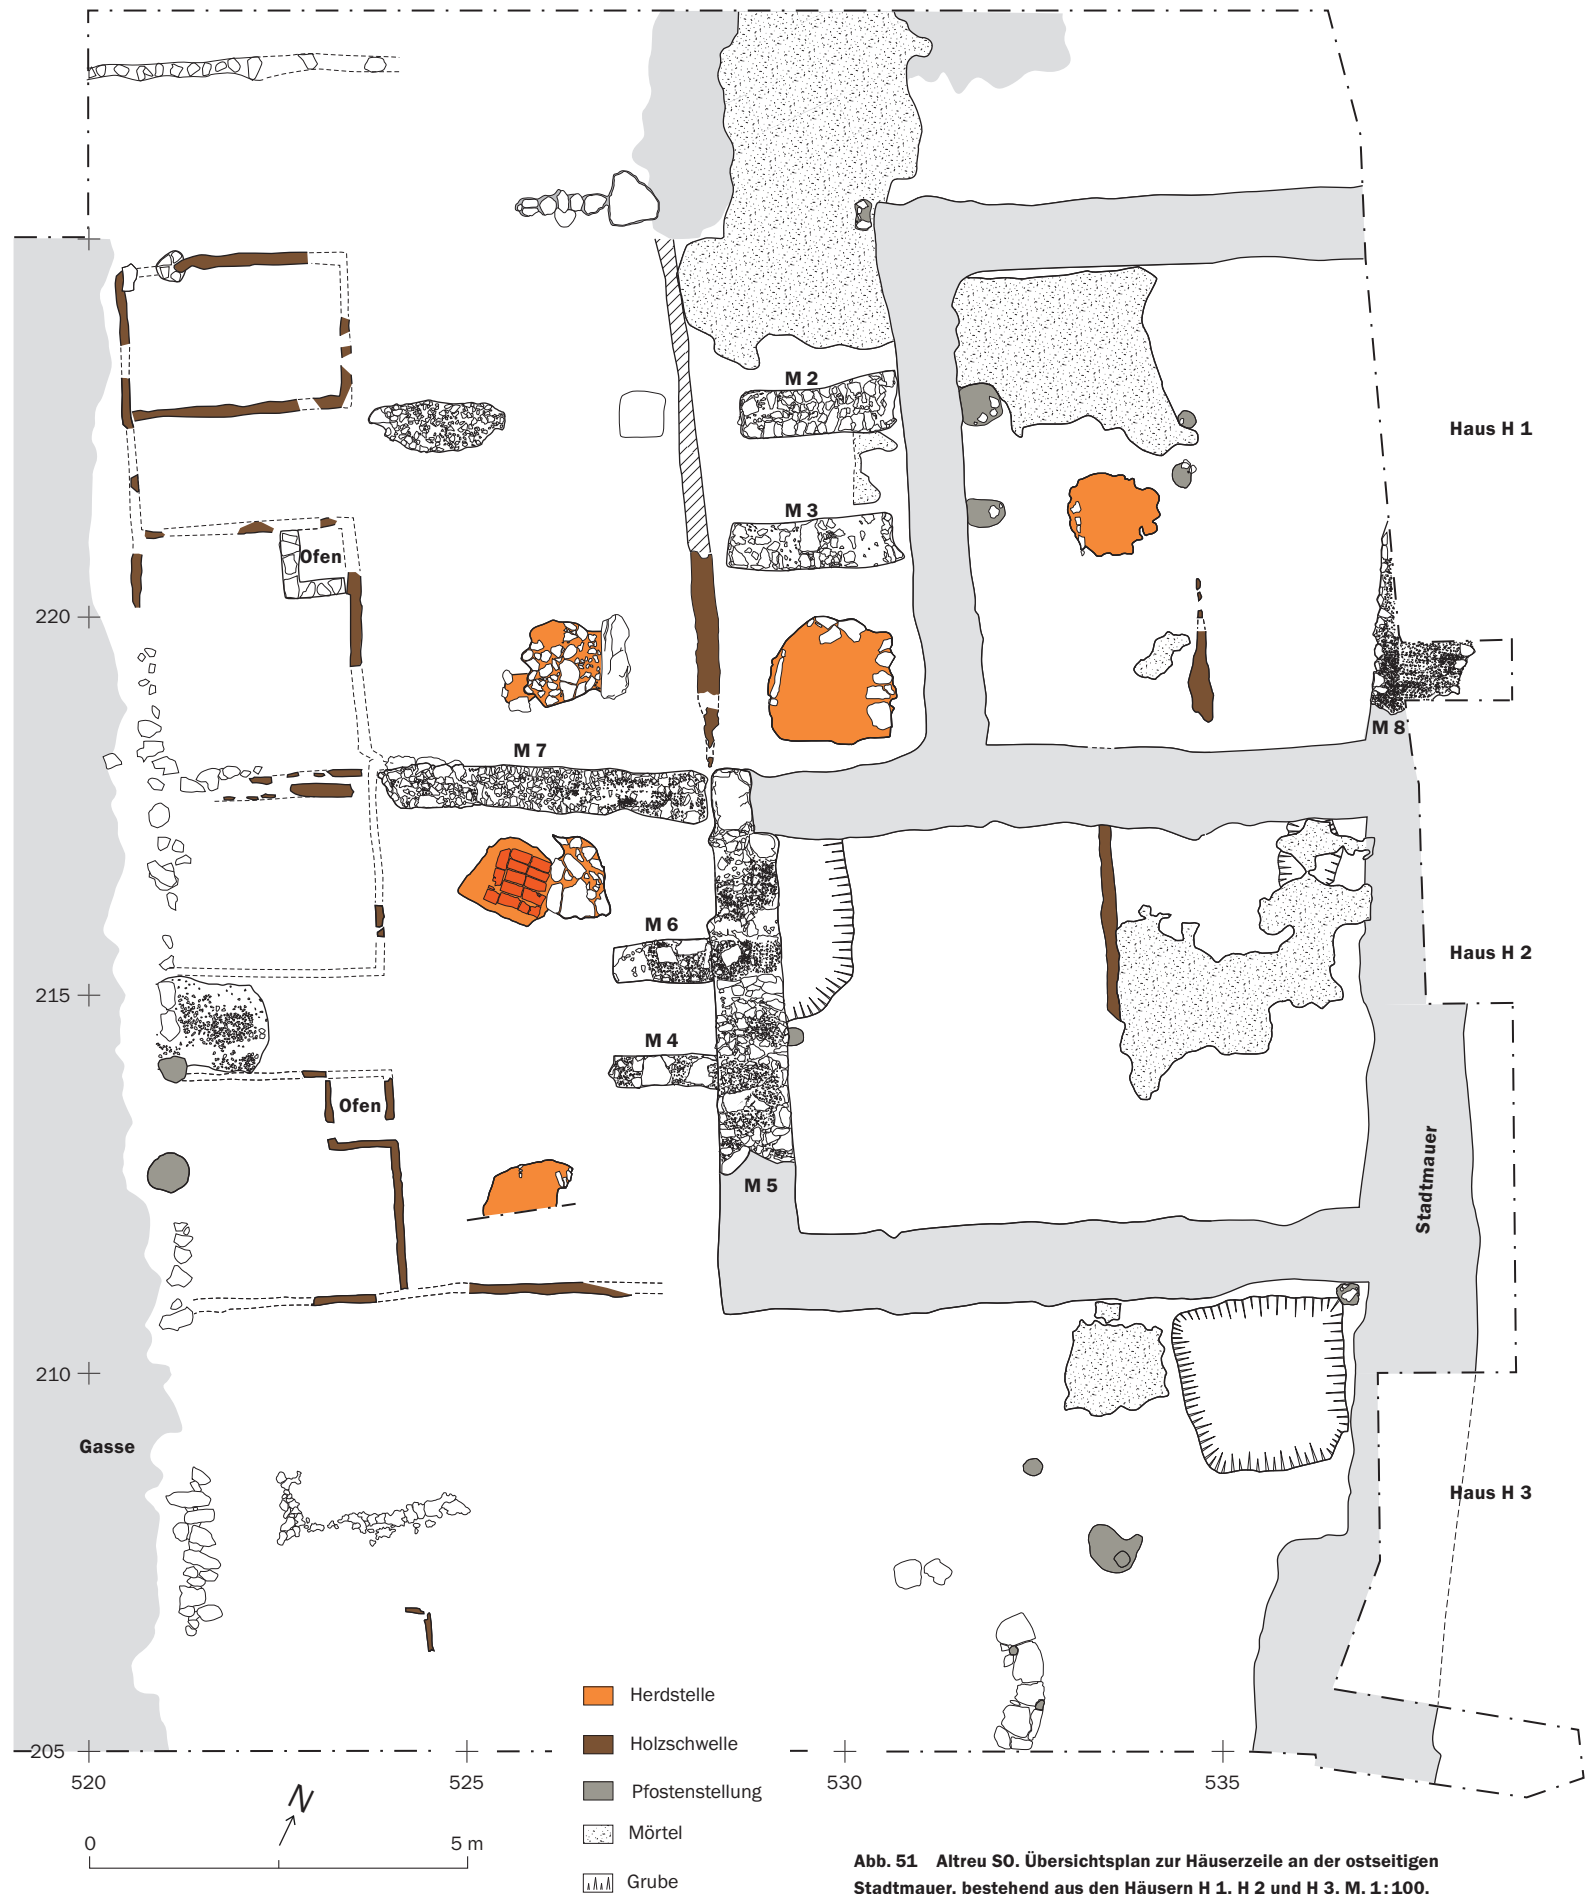 M 2
Haus H 1
M 3
Ofen
220
M 8
M 7
M 6
Haus H 2
215
M 4
Ofen
Stadtmauer
M 5
210
Gasse
Haus H 3
Herdstelle
Holzschwelle
205
520
525
530
535
Pfostenstellung
N
Mörtel
0
5 m
Grube
Abb. 51 Altreu SO. Übersichtsplan zur Häuserzeile an der ostseitigen
Stadtmauer, bestehend aus den Häusern H 1, H 2 und H 3. M. 1:100.